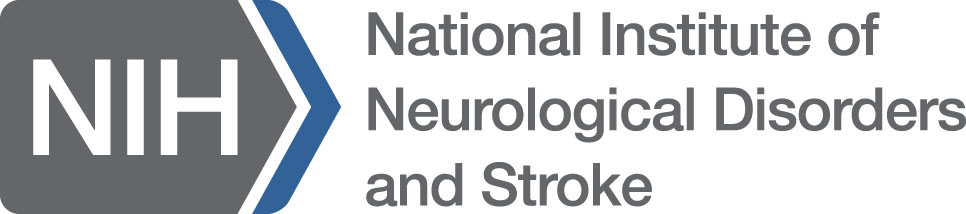 NIH
National Institute of
Neurological Disorders
and Stroke